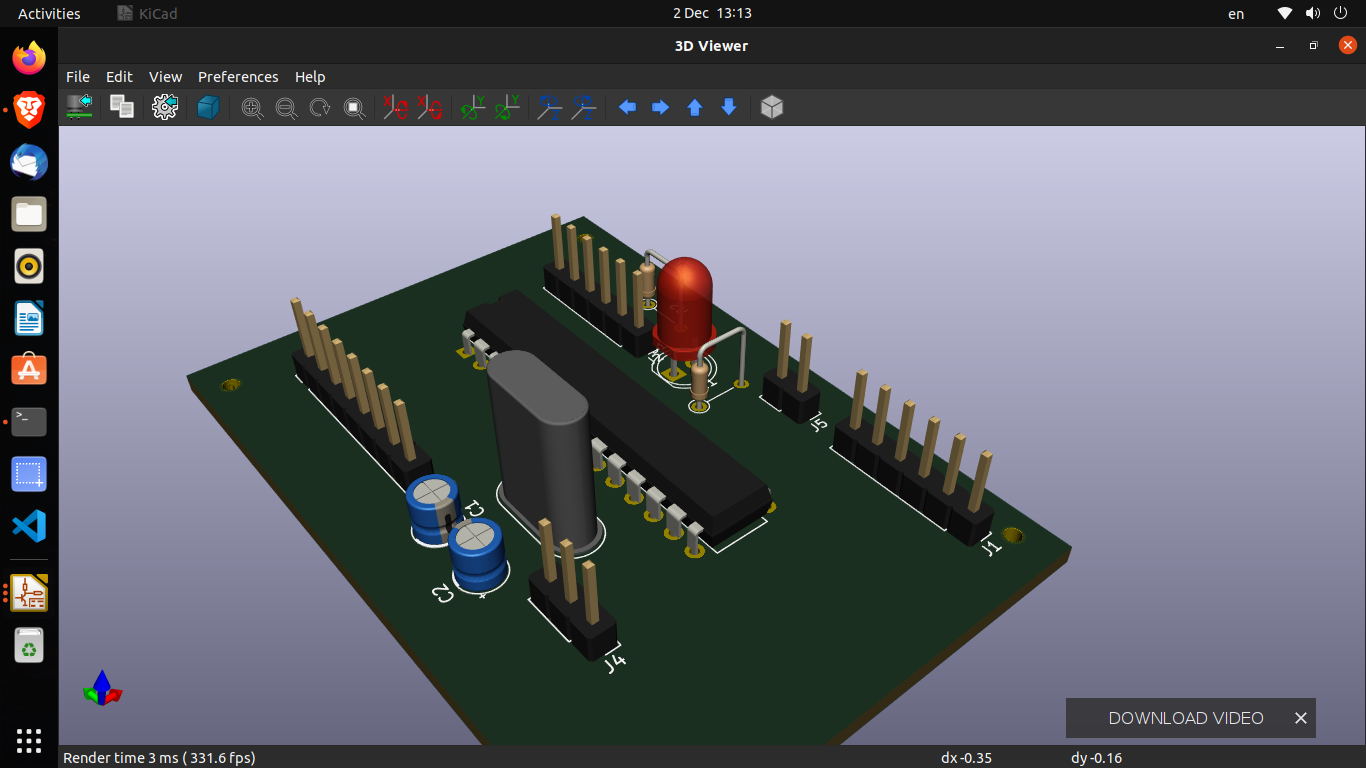 Activities KiCad 2 Dec 13:13 en
3D Viewer
File Edit View Preferences Help
J5
J1
C1
C2
J4
DOWNLOAD VIDEO
Render time 3 ms ( 331.6 fps) dx -0.35 dy -0.16